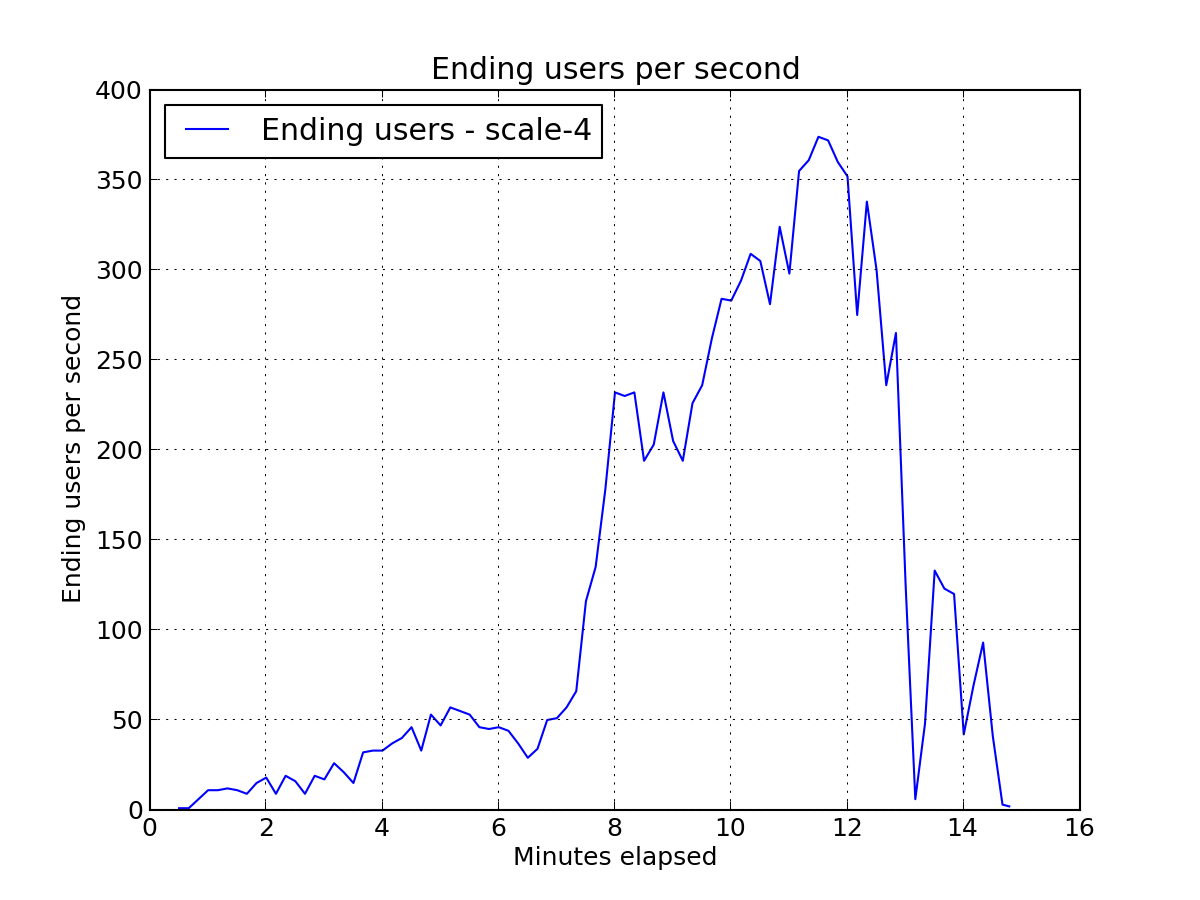 Ending users per second
Ending users - scale-4
Ending users per second
400
350
300
250
200
150
100
50
0
0 2 4 6 8 10 12 14 16
Minutes elapsed